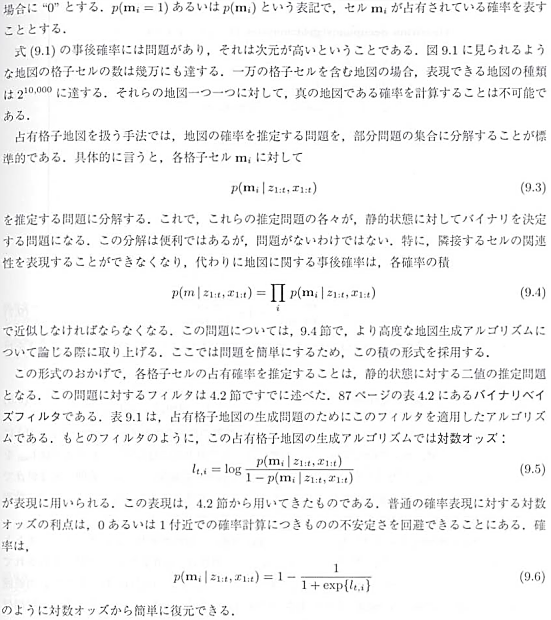 場合に “0” とする．p(mᵢ = 1) あるいは p(mᵢ) という表記で，セル mᵢ が占有されている確率を表す
こととする．
式 (9.1) の事後確率には問題があり，それは次元が高いということである．図 9.1 に見られるよう
な地図の格子セルの数は幾万にも達する．一万の格子セルを含む地図の場合，表現できる地図の種類
は 2^{10,000} に達する．それらの地図一つ一つに対して，真の地図である確率を計算することは不可能で
ある．
占有格子地図を扱う手法では，地図の確率を推定する問題を，部分問題の集合に分解することが標
準的である．具体的に言うと，各格子セル mᵢ に対して
p(mᵢ | z_{1:t}, x_{1:t}) (9.3)
を推定する問題に分解する．これで，これらの推定問題の各々が，静的状態に対してバイナリを決定
する問題になる．この分解は便利ではあるが，問題がないわけではない．特に，隣接するセルの関連
性を表現することができなくなり，代わりに地図に関する事後確率は，各確率の積
p(m | z_{1:t}, x_{1:t}) = ∏_i p(mᵢ | z_{1:t}, x_{1:t}) (9.4)
で近似しなければならなくなる．この問題については，9.4 節で，より高度な地図生成アルゴリズムに
ついて論じる際に取り上げる．ここでは問題を簡単にするため，この積の形式を採用する．
この形式のおかげで，各格子セルの占有確率を推定することは，静的状態に対する二値の推定問題
となる．この問題に対するフィルタは 4.2 節ですでに述べた．87 ページの表 4.2 にあるバイナリベイ
ズフィルタである．表 9.1 は，占有格子地図の生成問題のためにこのフィルタを適用したアルゴリズ
ムである．もとのフィルタのように，この占有格子地図の生成アルゴリズムでは対数オッズ：
l_{t,i} = log p(mᵢ | z_{1:t}, x_{1:t}) / (1 − p(mᵢ | z_{1:t}, x_{1:t})) (9.5)
が表現に用いられる．この表現は，4.2 節から用いてきたものである．普通の確率表現に対する対数
オッズの利点は，0 あるいは 1 付近での確率計算につきものの不安定さを回避できることにある．確
率は，
p(mᵢ | z_{1:t}, x_{1:t}) = 1 − 1 / (1 + exp{l_{t,i}}) (9.6)
のように対数オッズから簡単に復元できる．